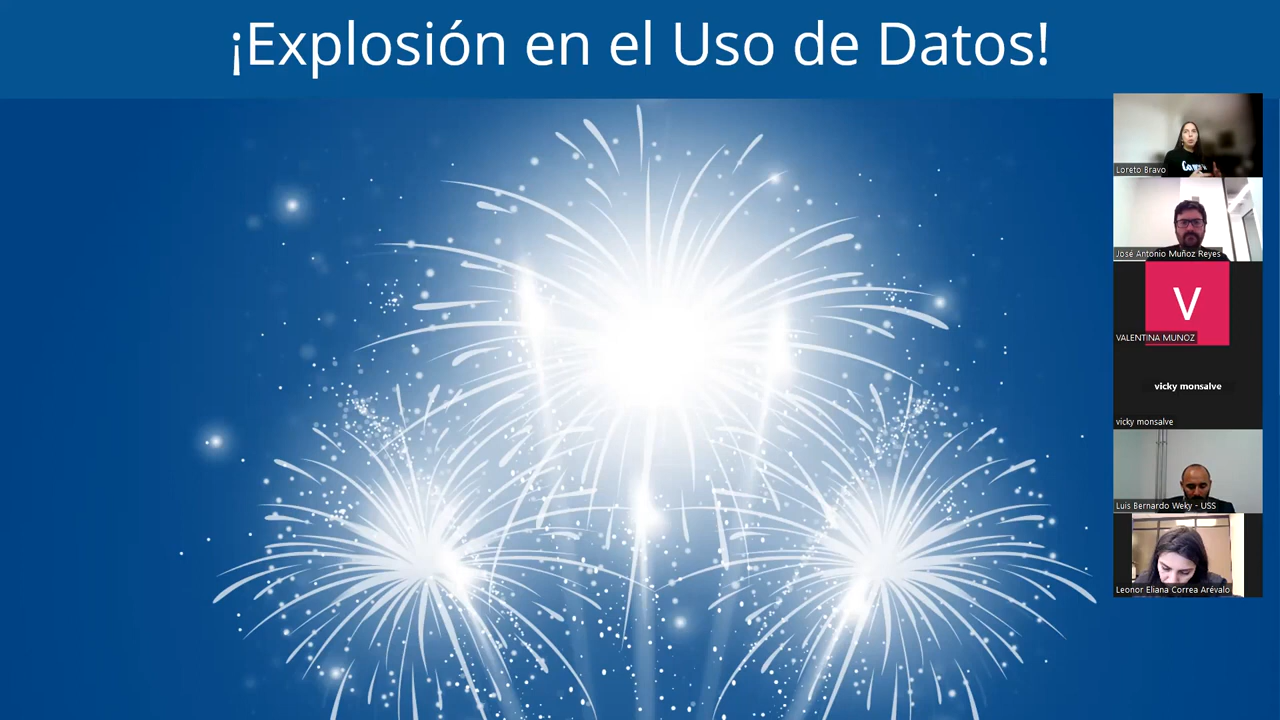 ¡Explosión en el Uso de Datos!
Loreto Bravo
José Antonio Muñoz Reyes
V
VALENTINA MUNOZ
vicky monsalve
vicky monsalve
Luis Bernardo Weky - USS
Leonor Eliana Correa Arévalo